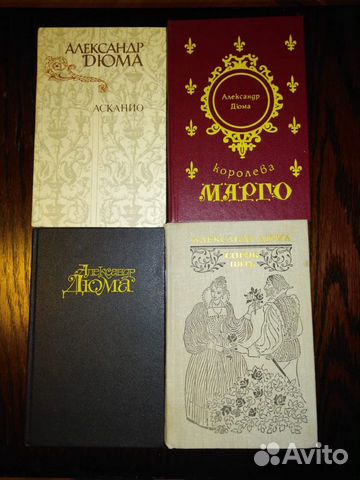 АЛЕКСАНДР
ДЮМА
АСКАНИО
Александр
Дюма
королева
МАРГО
Александр
Дюма
АЛЕКСАНДР ДЮМА
СОРОК
ПЯТЬ
Avito